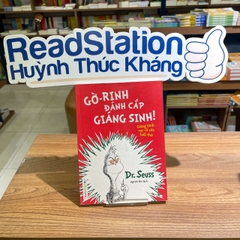 ReadStation
Huỳnh Thúc Kháng
GỜ-RINH
ĐÁNH CẮP
GIÁNG SINH!
Dr. Seuss